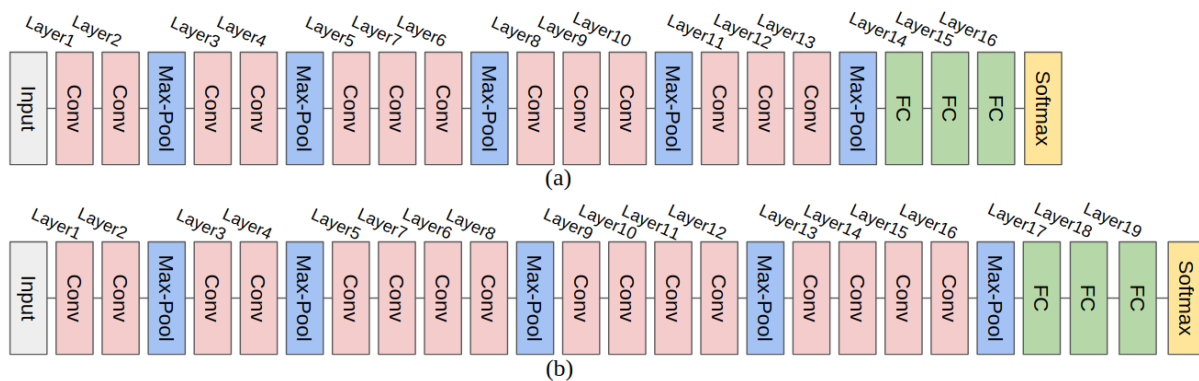 Layer1 Layer2 Layer3 Layer4 Layer5 Layer7 Layer6 Layer8 Layer9 Layer10 Layer11 Layer12 Layer13 Layer14 Layer15 Layer16
Input Conv Conv Max-Pool Conv Conv Max-Pool Conv Conv Conv Max-Pool Conv Conv Conv Max-Pool Conv Conv Conv Max-Pool FC FC FC Softmax
(a)
Layer1 Layer2 Layer3 Layer4 Layer5 Layer7 Layer6 Layer8 Layer9 Layer10 Layer11 Layer12 Layer13 Layer14 Layer15 Layer16 Layer17 Layer18 Layer19
Input Conv Conv Max-Pool Conv Conv Max-Pool Conv Conv Conv Conv Max-Pool Conv Conv Conv Conv Max-Pool Conv Conv Conv Conv Max-Pool FC FC FC Softmax
(b)